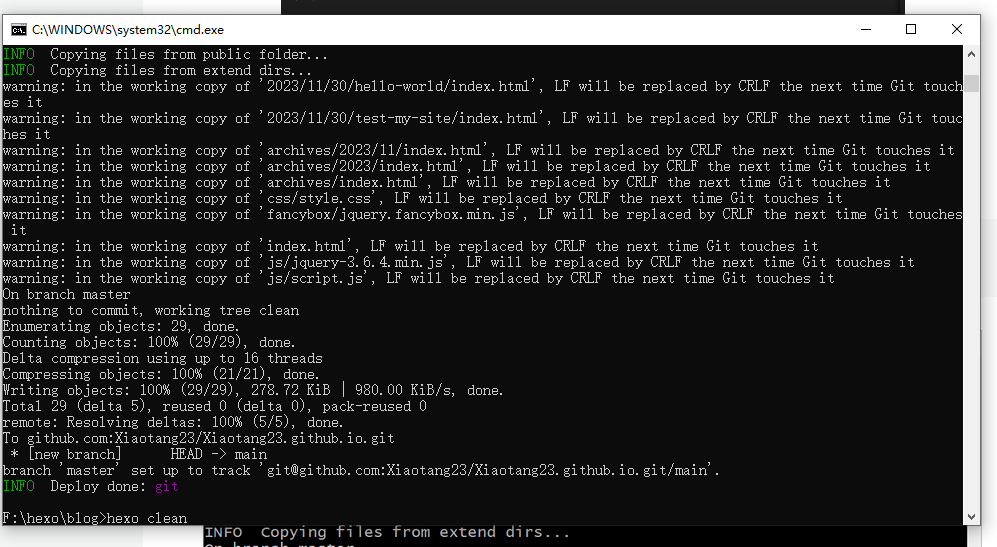 C:\WINDOWS\system32\cmd.exe
INFO  Copying files from public folder...
INFO  Copying files from extend dirs...
warning: in the working copy of '2023/11/30/hello-world/index.html', LF will be replaced by CRLF the next time Git touch
es it
warning: in the working copy of '2023/11/30/test-my-site/index.html', LF will be replaced by CRLF the next time Git touc
hes it
warning: in the working copy of 'archives/2023/11/index.html', LF will be replaced by CRLF the next time Git touches it
warning: in the working copy of 'archives/2023/index.html', LF will be replaced by CRLF the next time Git touches it
warning: in the working copy of 'archives/index.html', LF will be replaced by CRLF the next time Git touches it
warning: in the working copy of 'css/style.css', LF will be replaced by CRLF the next time Git touches it
warning: in the working copy of 'fancybox/jquery.fancybox.min.js', LF will be replaced by CRLF the next time Git touches
 it
warning: in the working copy of 'index.html', LF will be replaced by CRLF the next time Git touches it
warning: in the working copy of 'js/jquery-3.6.4.min.js', LF will be replaced by CRLF the next time Git touches it
warning: in the working copy of 'js/script.js', LF will be replaced by CRLF the next time Git touches it
On branch master
nothing to commit, working tree clean
Enumerating objects: 29, done.
Counting objects: 100% (29/29), done.
Delta compression using up to 16 threads
Compressing objects: 100% (21/21), done.
Writing objects: 100% (29/29), 278.72 KiB | 980.00 KiB/s, done.
Total 29 (delta 5), reused 0 (delta 0), pack-reused 0
remote: Resolving deltas: 100% (5/5), done.
To github.com:Xiaotang23/Xiaotang23.github.io.git
 * [new branch]      HEAD -> main
branch 'master' set up to track 'git@github.com:Xiaotang23/Xiaotang23.github.io.git/main'.
INFO  Deploy done: git
F:\hexo\blog>hexo clean
INFO  Copying files from extend dirs...
On branch master